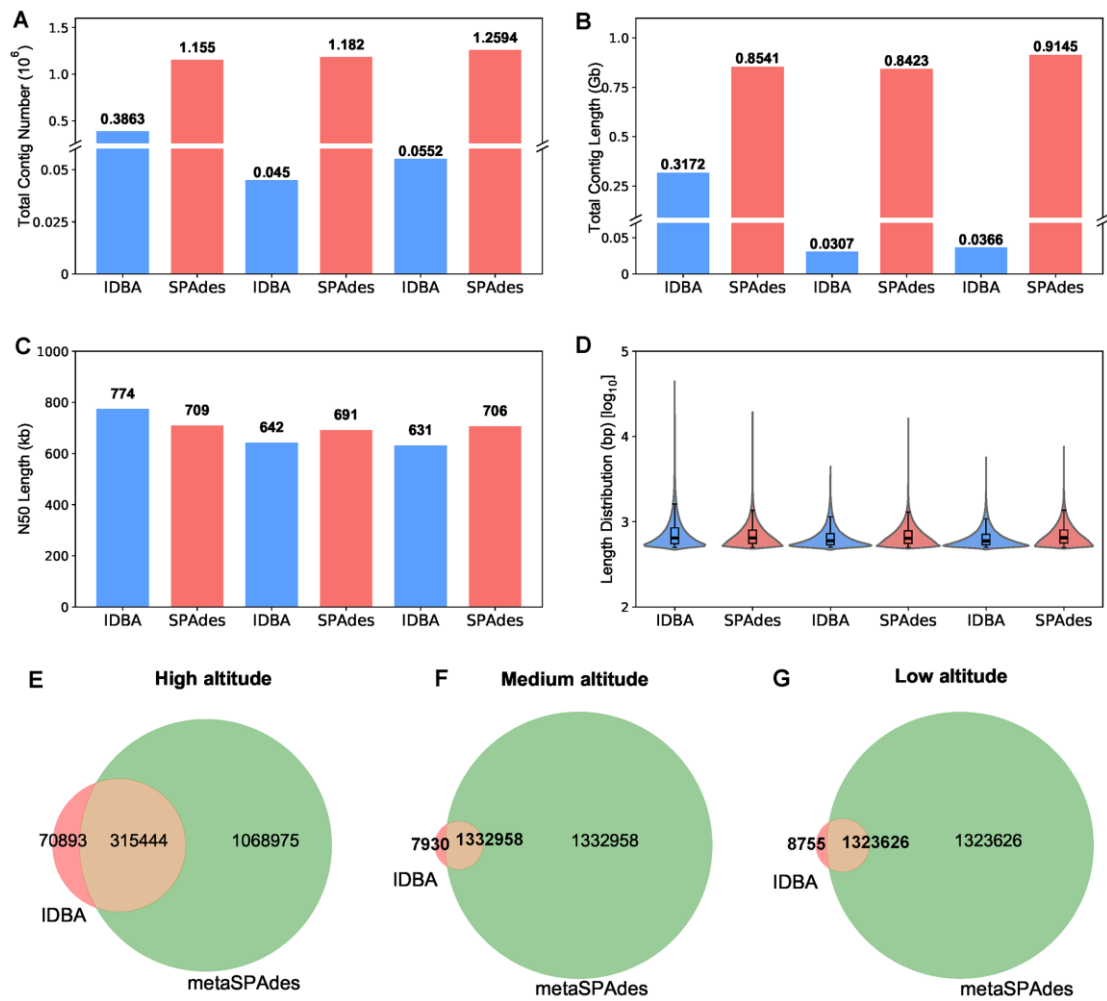 A
Total Contig Number (10⁶)
1.5
1.0
0.5
0.05
0.025
0
0.3863
1.155
0.045
1.182
0.0552
1.2594
IDBA SPAdes IDBA SPAdes IDBA SPAdes
B
Total Contig Length (Gb)
1.0
0.75
0.5
0.25
0.05
0
0.3172
0.8541
0.0307
0.8423
0.0366
0.9145
IDBA SPAdes IDBA SPAdes IDBA SPAdes
C
N50 Length (kb)
1000
800
600
400
200
0
774
709
642
691
631
706
IDBA SPAdes IDBA SPAdes IDBA SPAdes
D
Length Distribution (bp) [log₁₀]
5
4
3
2
IDBA SPAdes IDBA SPAdes IDBA SPAdes
E
High altitude
70893 315444 1068975
IDBA
metaSPAdes
F
Medium altitude
7930 1332958 1332958
IDBA
metaSPAdes
G
Low altitude
8755 1323626 1323626
IDBA
metaSPAdes